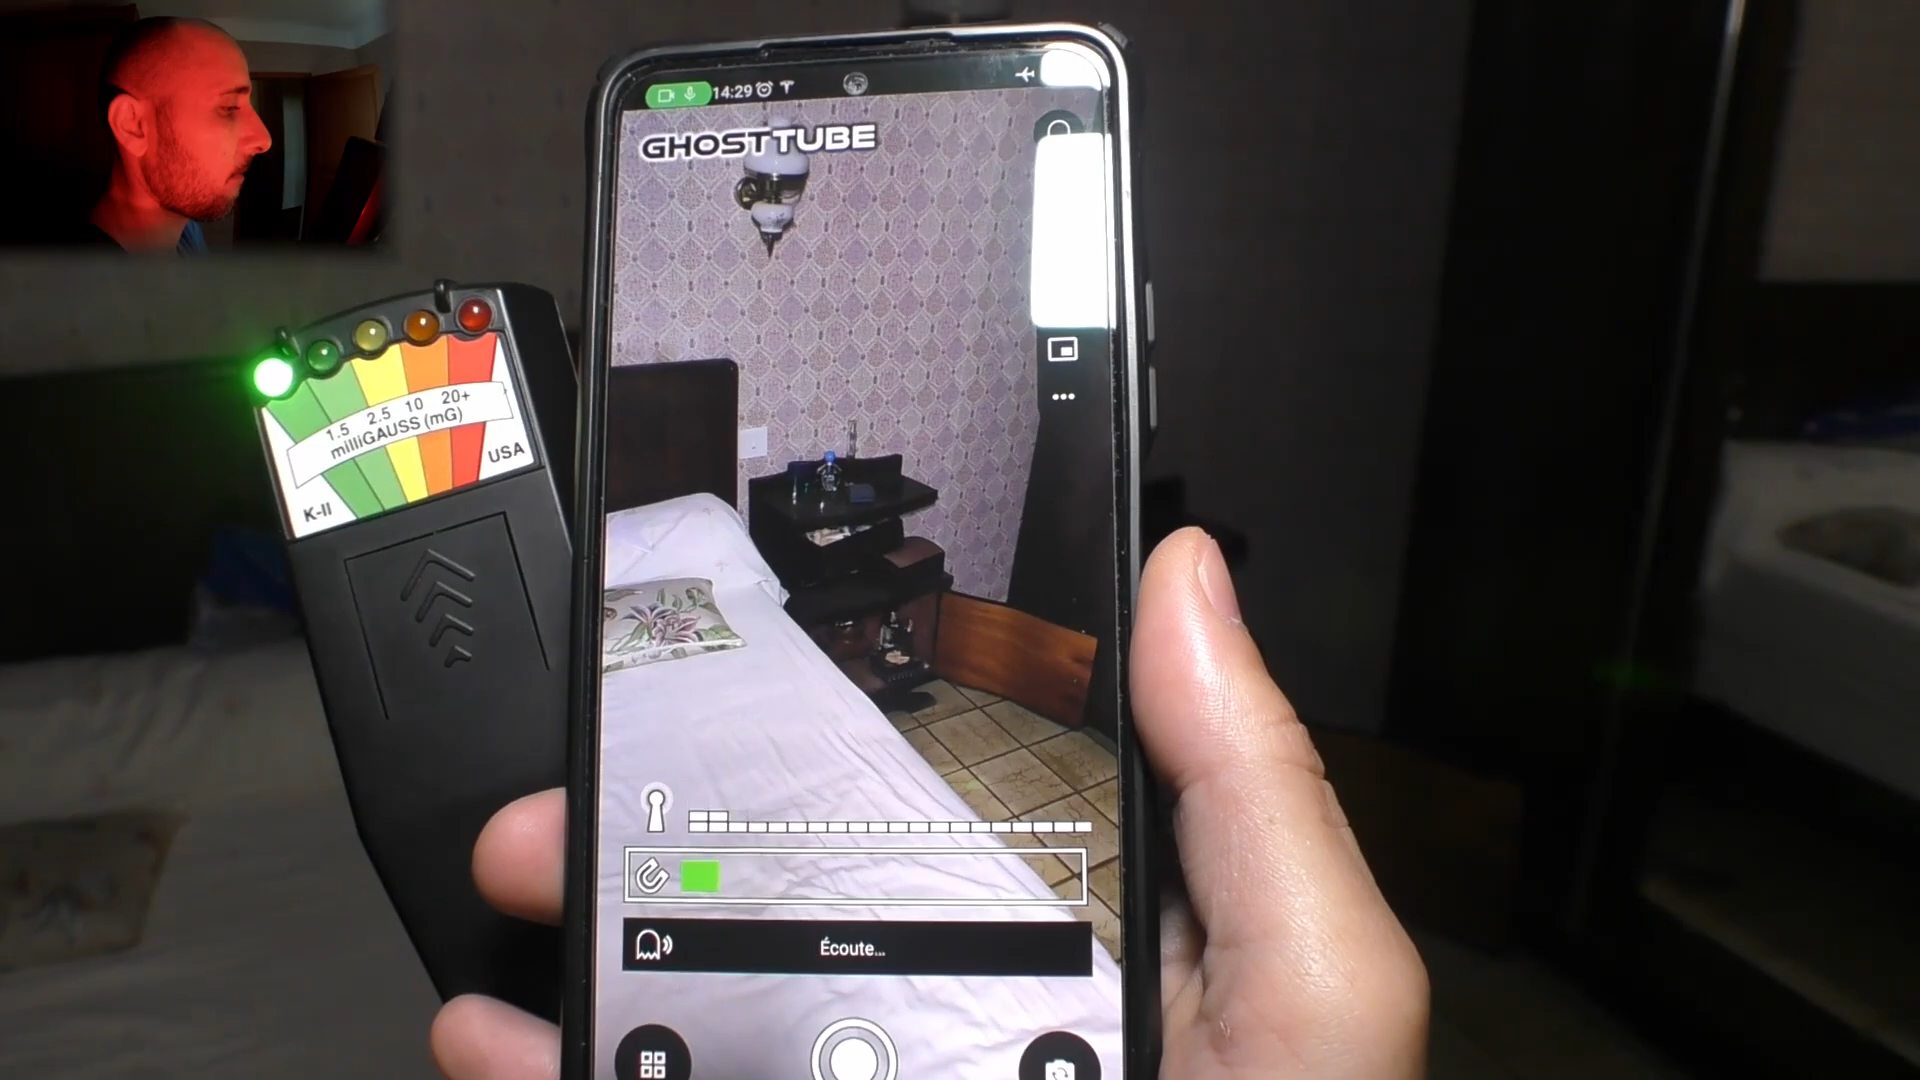 14:29
GHOSTTUBE
1.5 2.5 10 20+
milliGAUSS (mG)
USA
K-II
Écoute...